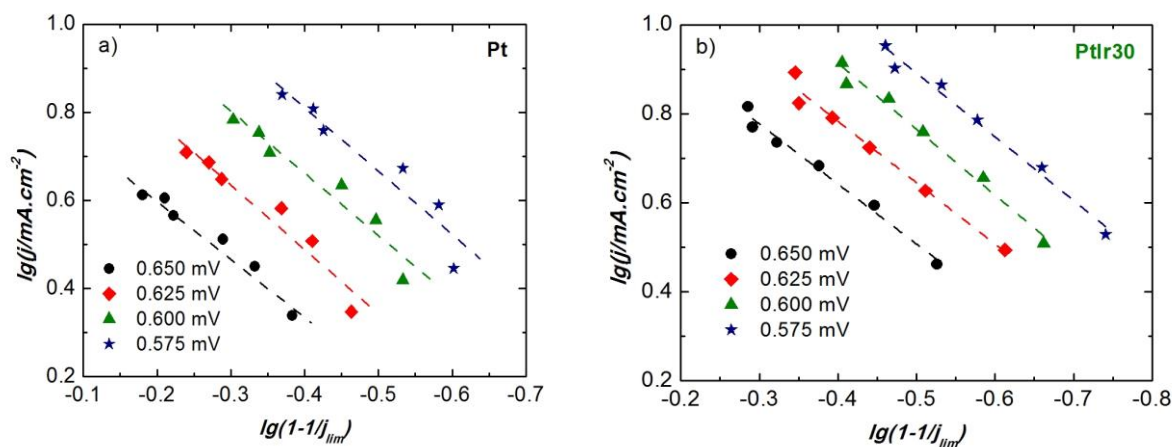 a)
Pt
lg(j/mA.cm-2)
1.0
0.8
0.6
0.4
0.2
0.650 mV
0.625 mV
0.600 mV
0.575 mV
-0.1 -0.2 -0.3 -0.4 -0.5 -0.6 -0.7
lg(1-1/jlim)
b)
PtIr30
lg(j/mA.cm-2)
1.0
0.8
0.6
0.4
0.2
0.650 mV
0.625 mV
0.600 mV
0.575 mV
-0.2 -0.3 -0.4 -0.5 -0.6 -0.7 -0.8
lg(1-1/jlim)